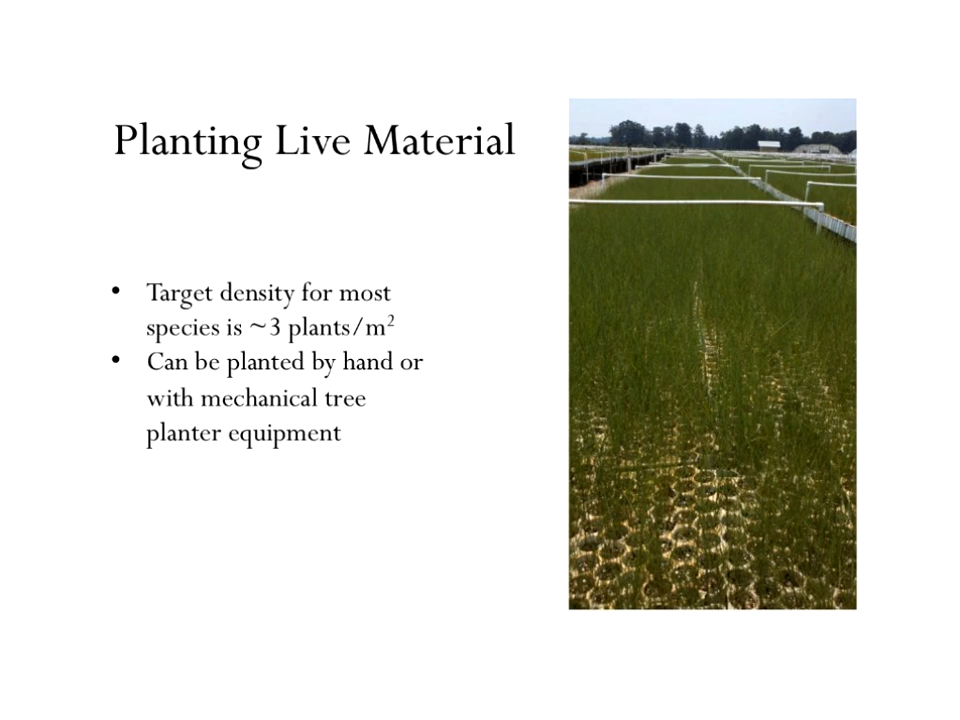 Planting Live Material
• Target density for most
species is ~3 plants/m²
• Can be planted by hand or
with mechanical tree
planter equipment